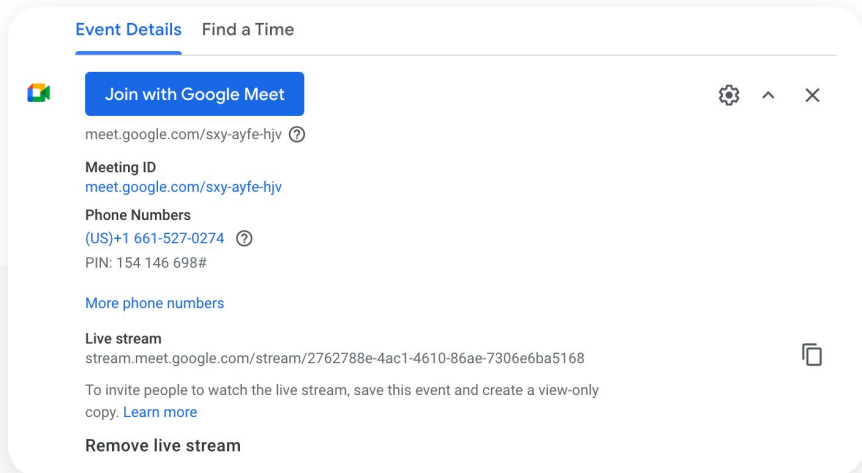 Event Details Find a Time
Join with Google Meet
meet.google.com/sxy-ayfe-hjv
Meeting ID
meet.google.com/sxy-ayfe-hjv
Phone Numbers
(US)+1 661-527-0274
PIN: 154 146 698#
More phone numbers
Live stream
stream.meet.google.com/stream/2762788e-4ac1-4610-86ae-7306e6ba5168
To invite people to watch the live stream, save this event and create a view-only
copy. Learn more
Remove live stream